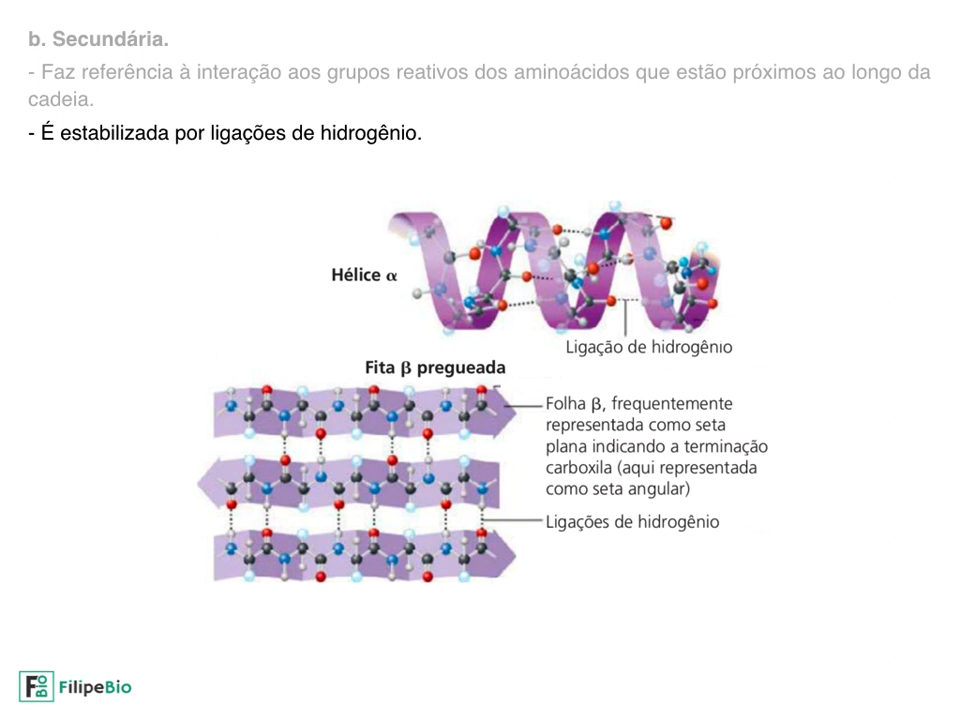 b. Secundária.
- Faz referência à interação aos grupos reativos dos aminoácidos que estão próximos ao longo da
cadeia.
- É estabilizada por ligações de hidrogênio.
Hélice α
Ligação de hidrogênio
Fita β pregueada
Folha β, frequentemente
representada como seta
plana indicando a terminação
carboxila (aqui representada
como seta angular)
Ligações de hidrogênio
F BIO FilipeBio